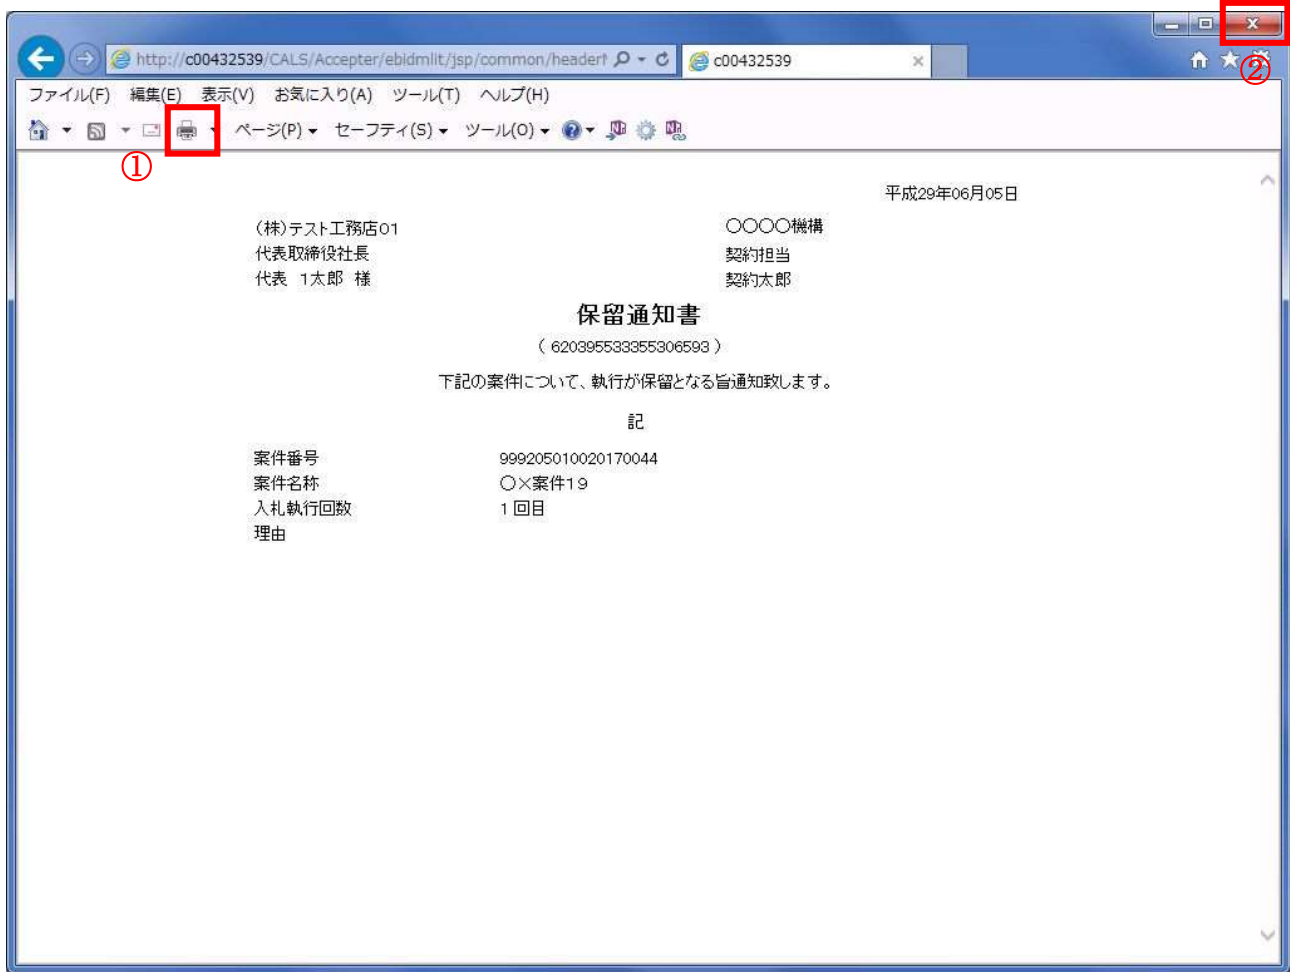 X
http://c00432539/CALS/Accepter/ebidmlit/jsp/common/header
c00432539
②
ファイル(F) 編集(E) 表示(V) お気に入り(A) ツール(T) ヘルプ(H)
ページ(P) セーフティ(S) ツール(O)
①
平成29年06月05日
(株)テスト工務店01
〇〇〇〇機構
代表取締役社長
契約担当
代表 1太郎 様
契約太郎
保留通知書
( 620395533355306593 )
下記の案件について、執行が保留となる旨通知致します。
記
案件番号 999205010020170044
案件名称 〇×案件19
入札執行回数 1回目
理由